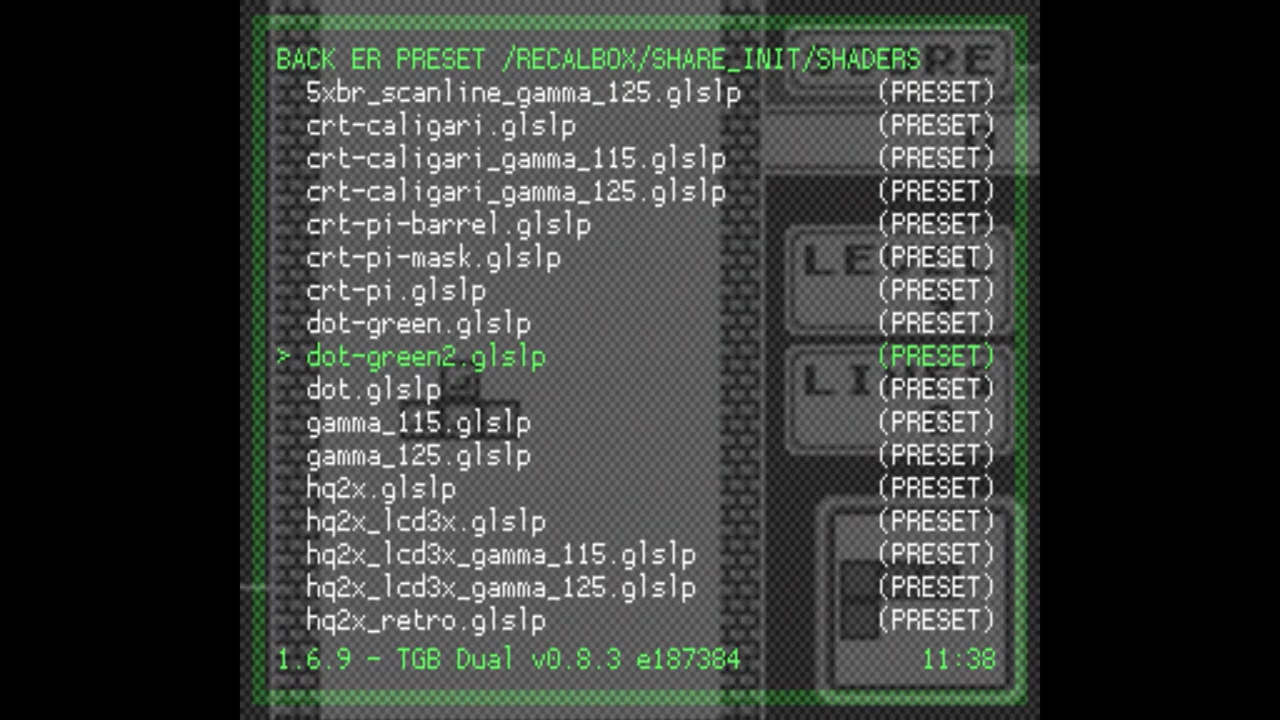 BACK ER PRESET /RECALBOX/SHARE_INIT/SHADERS
5xbr_scanline_gamma_125.glslp (PRESET)
crt-caligari.glslp (PRESET)
crt-caligari_gamma_115.glslp (PRESET)
crt-caligari_gamma_125.glslp (PRESET)
crt-pi-barrel.glslp (PRESET)
crt-pi-mask.glslp (PRESET)
crt-pi.glslp (PRESET)
dot-green.glslp (PRESET)
> dot-green2.glslp (PRESET)
dot.glslp (PRESET)
gamma_115.glslp (PRESET)
gamma_125.glslp (PRESET)
hq2x.glslp (PRESET)
hq2x_lcd3x.glslp (PRESET)
hq2x_lcd3x_gamma_115.glslp (PRESET)
hq2x_lcd3x_gamma_125.glslp (PRESET)
hq2x_retro.glslp (PRESET)
1.6.9 - TGB Dual v0.8.3 e187384 11:38